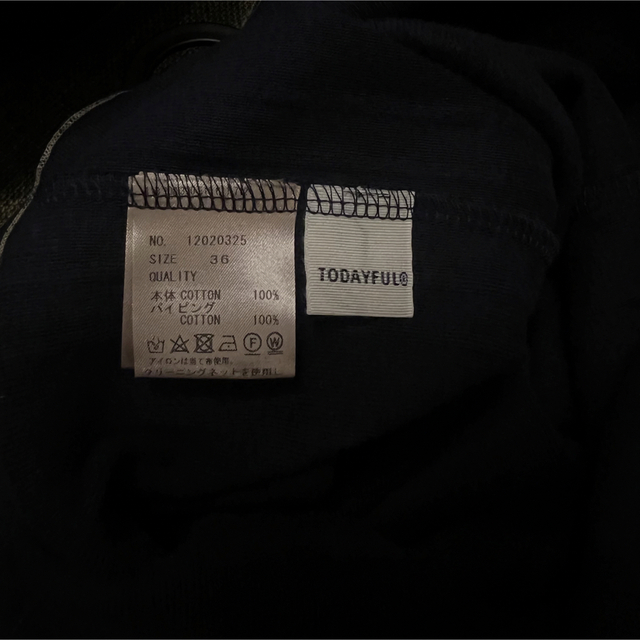 NO. 12020325
SIZE 36
QUALITY
本体 COTTON 100%
パイピング
COTTON 100%
アイロンは当て布使用。
クリーニングネットを使用し
TODAYFUL®